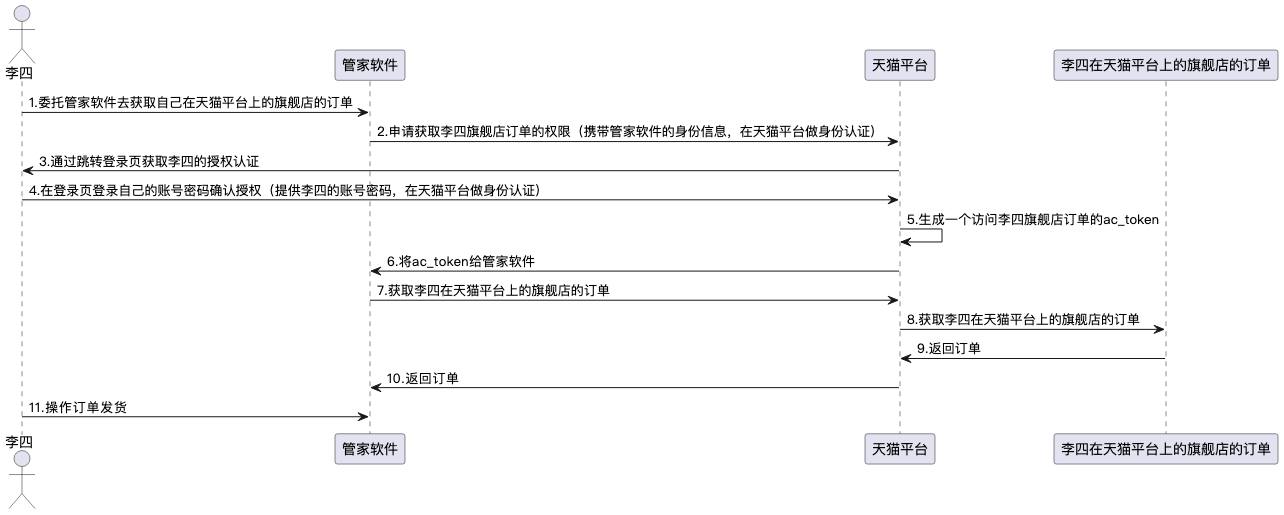 李四
管家软件
天猫平台
李四在天猫平台上的旗舰店的订单
1.委托管家软件去获取自己在天猫平台上的旗舰店的订单
2.申请获取李四旗舰店订单的权限（携带管家软件的身份信息，在天猫平台做身份认证）
3.通过跳转登录页获取李四的授权认证
4.在登录页登录自己的账号密码确认授权（提供李四的账号密码，在天猫平台做身份认证）
5.生成一个访问李四旗舰店订单的ac_token
6.将ac_token给管家软件
7.获取李四在天猫平台上的旗舰店的订单
8.获取李四在天猫平台上的旗舰店的订单
9.返回订单
10.返回订单
11.操作订单发货
李四
管家软件
天猫平台
李四在天猫平台上的旗舰店的订单